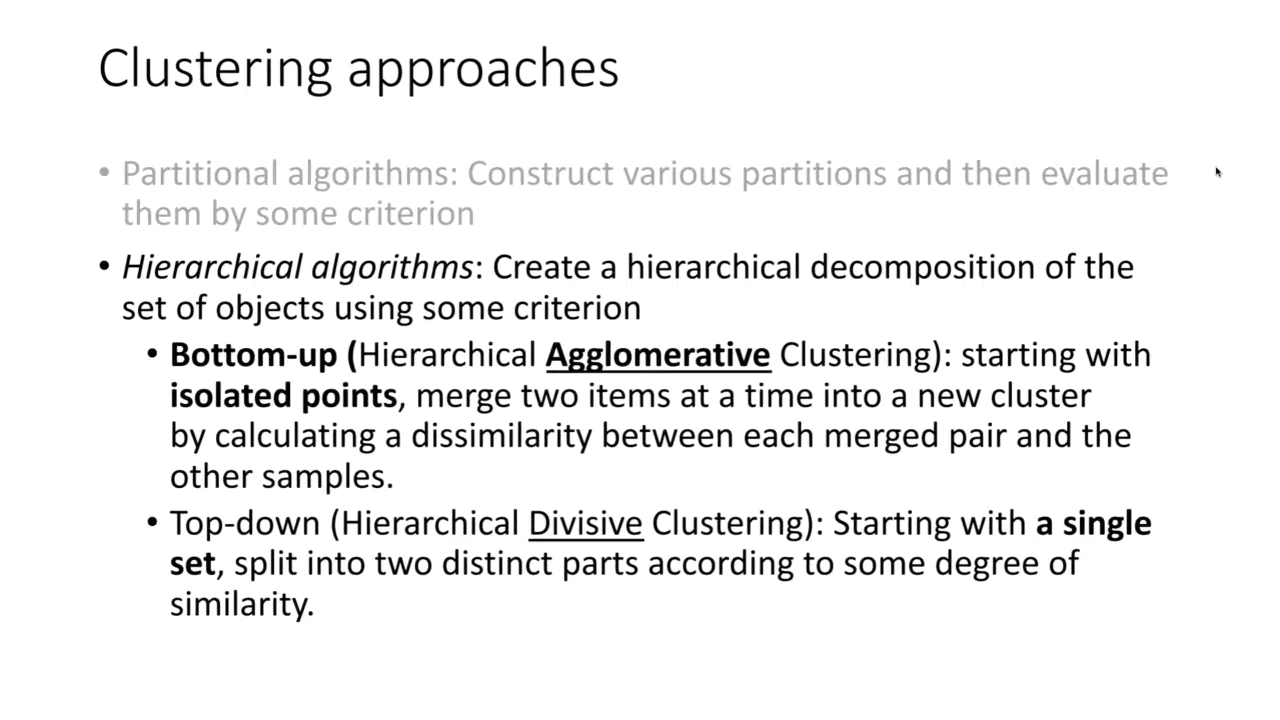 Clustering approaches
• Partitional algorithms: Construct various partitions and then evaluate
them by some criterion
• Hierarchical algorithms: Create a hierarchical decomposition of the
set of objects using some criterion
• Bottom-up (Hierarchical Agglomerative Clustering): starting with
isolated points, merge two items at a time into a new cluster
by calculating a dissimilarity between each merged pair and the
other samples.
• Top-down (Hierarchical Divisive Clustering): Starting with a single
set, split into two distinct parts according to some degree of
similarity.